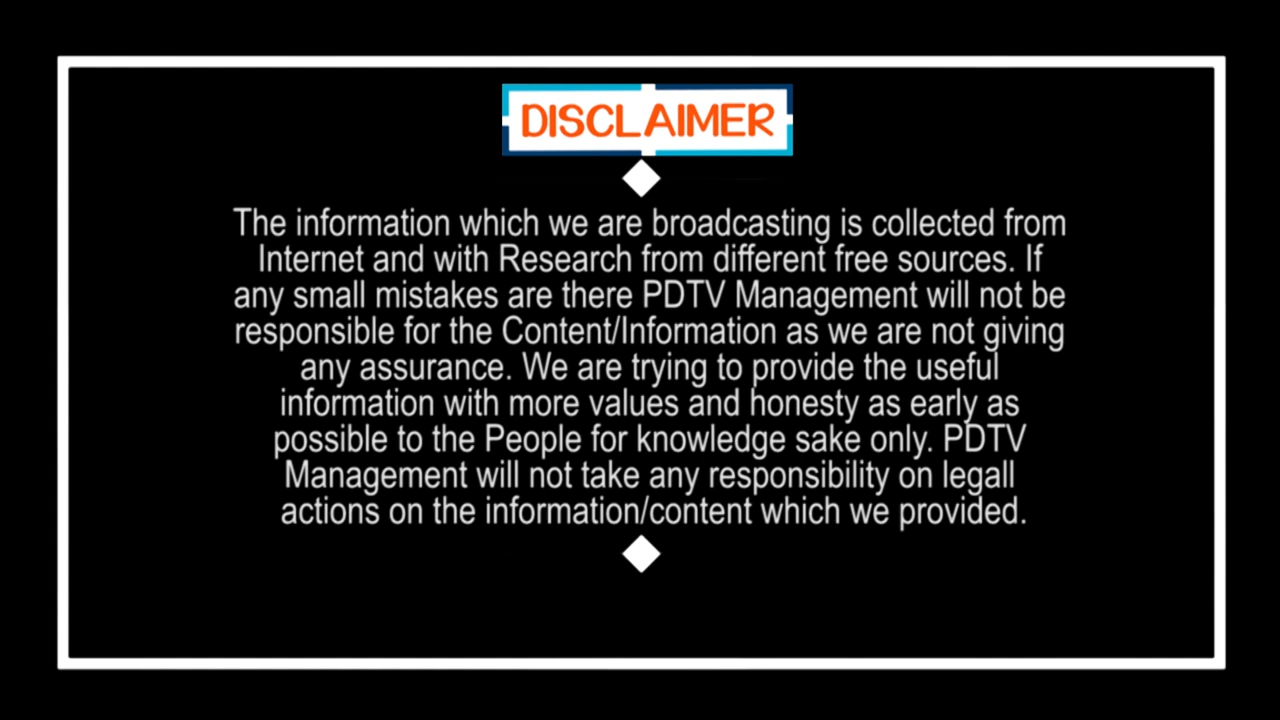 DISCLAIMER
The information which we are broadcasting is collected from
Internet and with Research from different free sources. If
any small mistakes are there PDTV Management will not be
responsible for the Content/Information as we are not giving
any assurance. We are trying to provide the useful
information with more values and honesty as early as
possible to the People for knowledge sake only. PDTV
Management will not take any responsibility on legall
actions on the information/content which we provided.